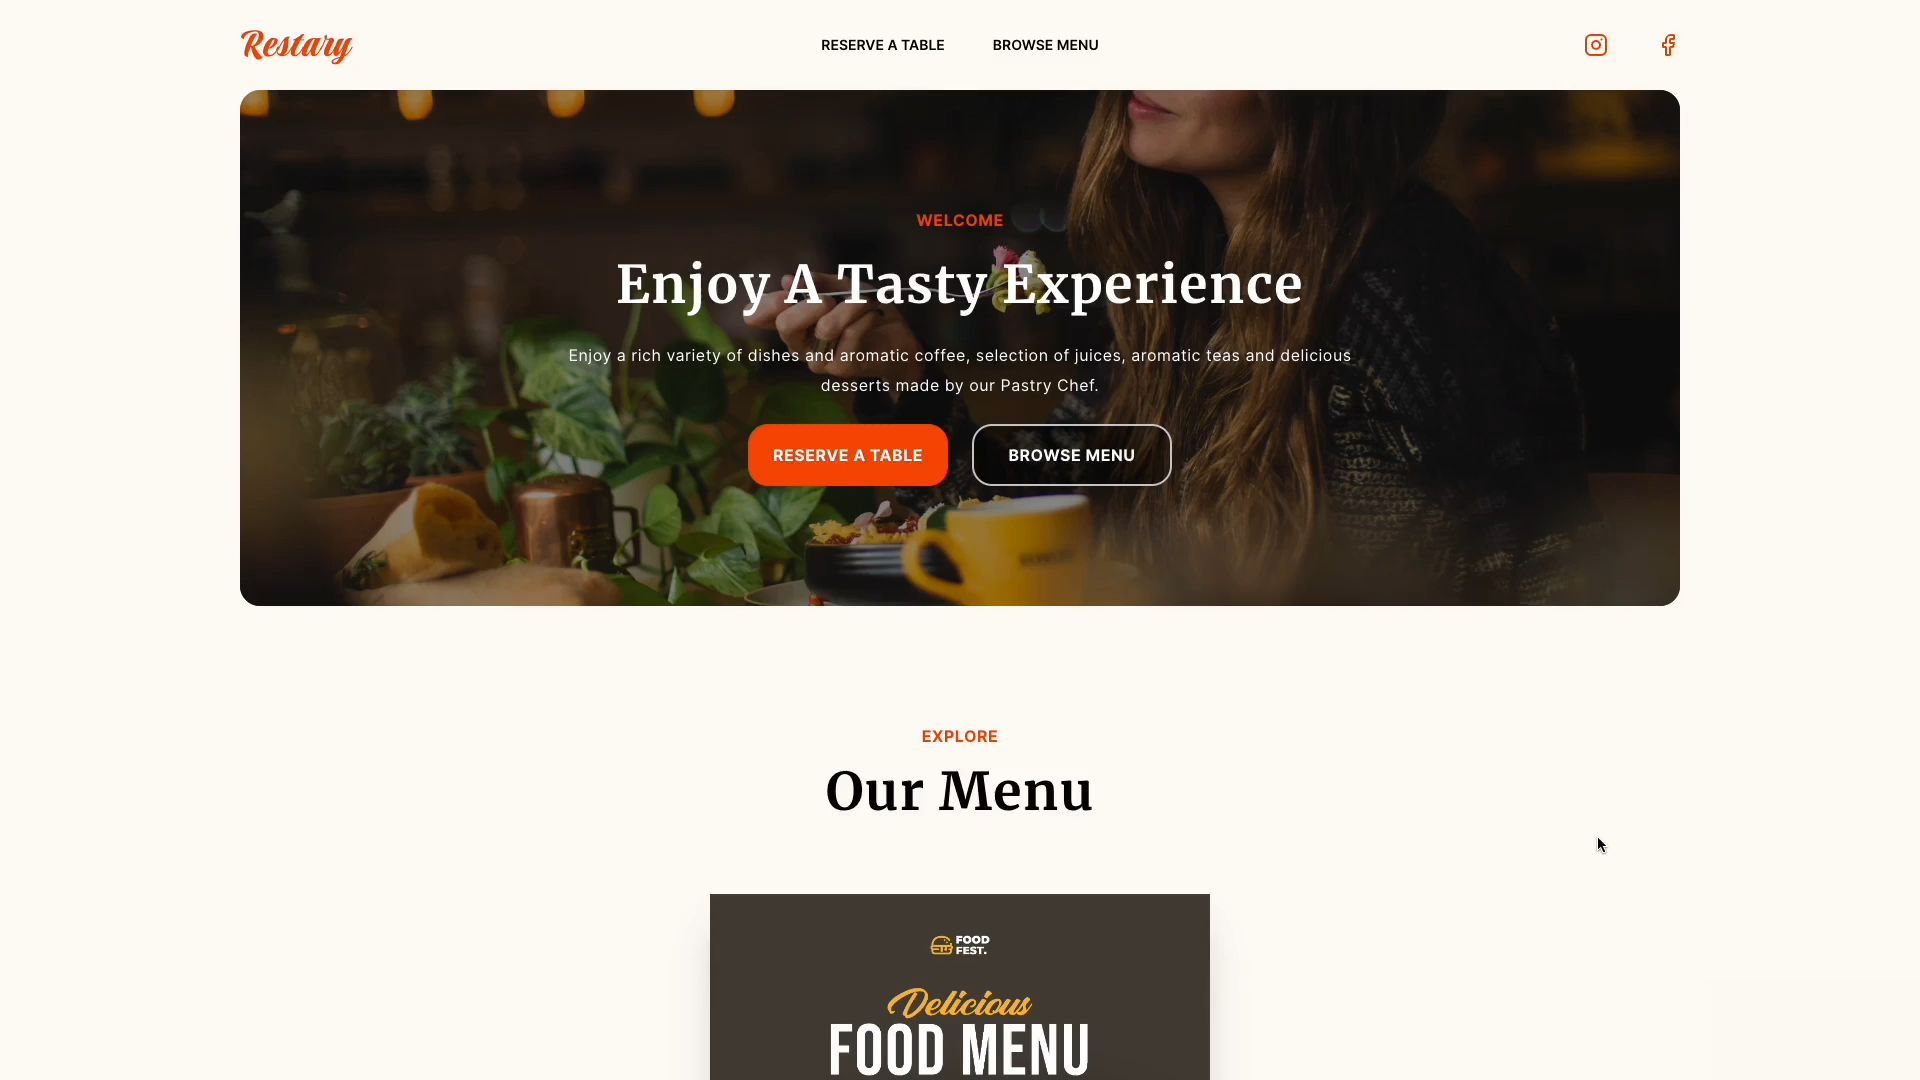 Restary
RESERVE A TABLE
BROWSE MENU
WELCOME
Enjoy A Tasty Experience
Enjoy a rich variety of dishes and aromatic coffee, selection of juices, aromatic teas and delicious
desserts made by our Pastry Chef.
RESERVE A TABLE
BROWSE MENU
EXPLORE
Our Menu
FOOD
FEST.
Delicious
FOOD MENU